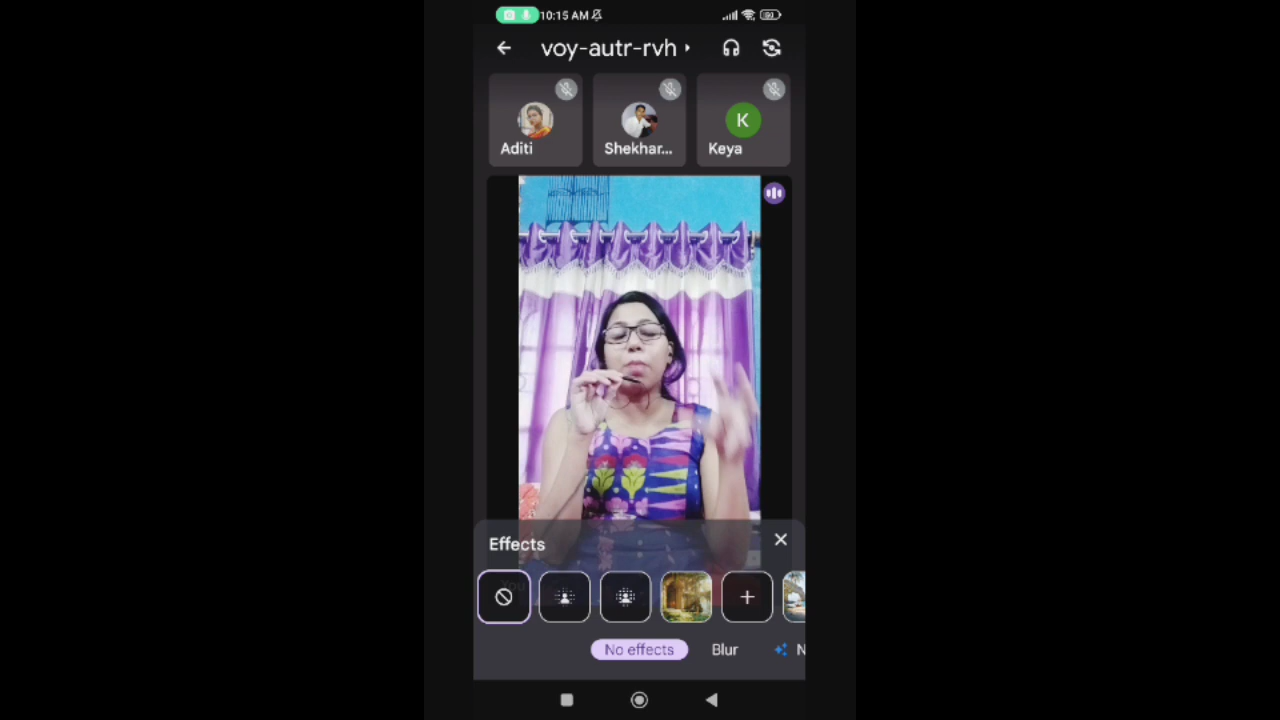 10:15 AM
voy-autr-rvh
Aditi
Shekhar...
K
Keya
Effects
No effects
Blur
N